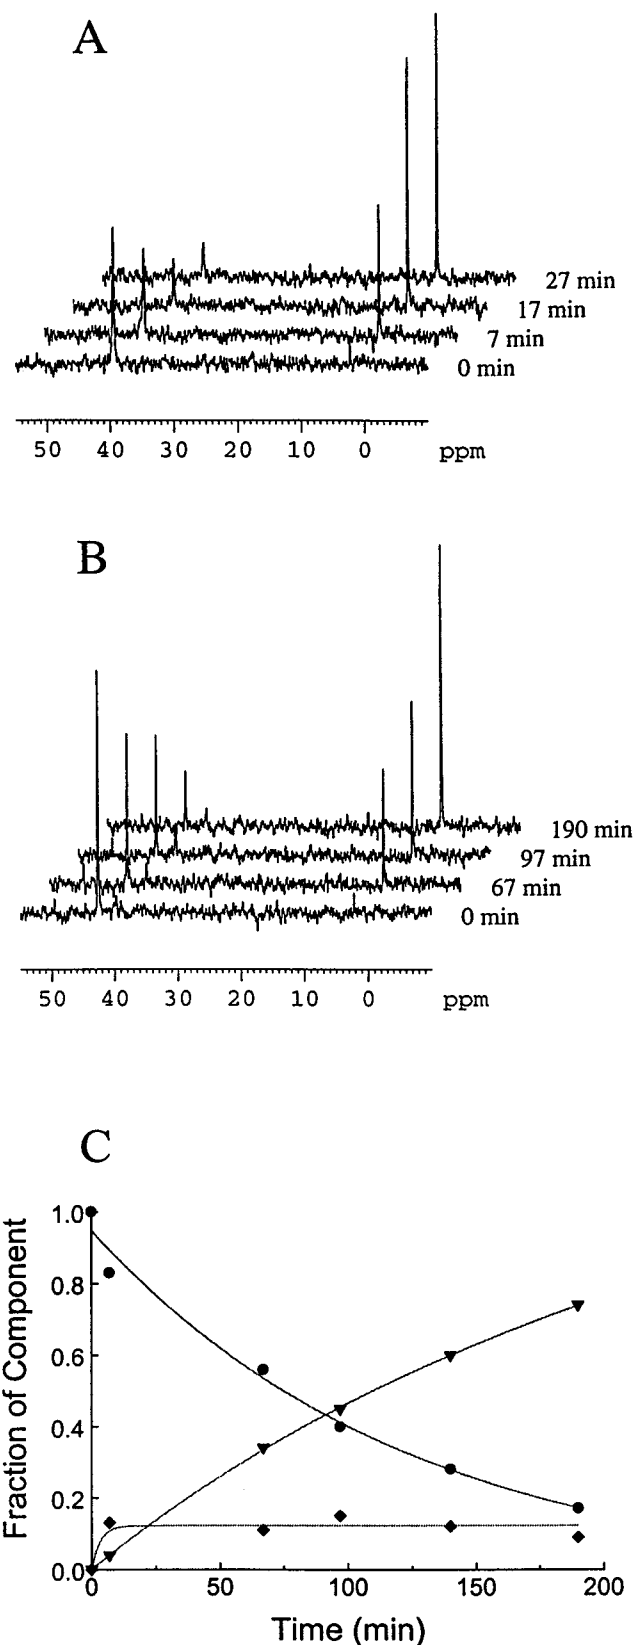 A
27 min
17 min
7 min
0 min
50 40 30 20 10 0 ppm
B
190 min
97 min
67 min
0 min
50 40 30 20 10 0 ppm
C
1.0
0.8
0.6
0.4
0.2
0.0
Fraction of Component
0 50 100 150 200
Time (min)